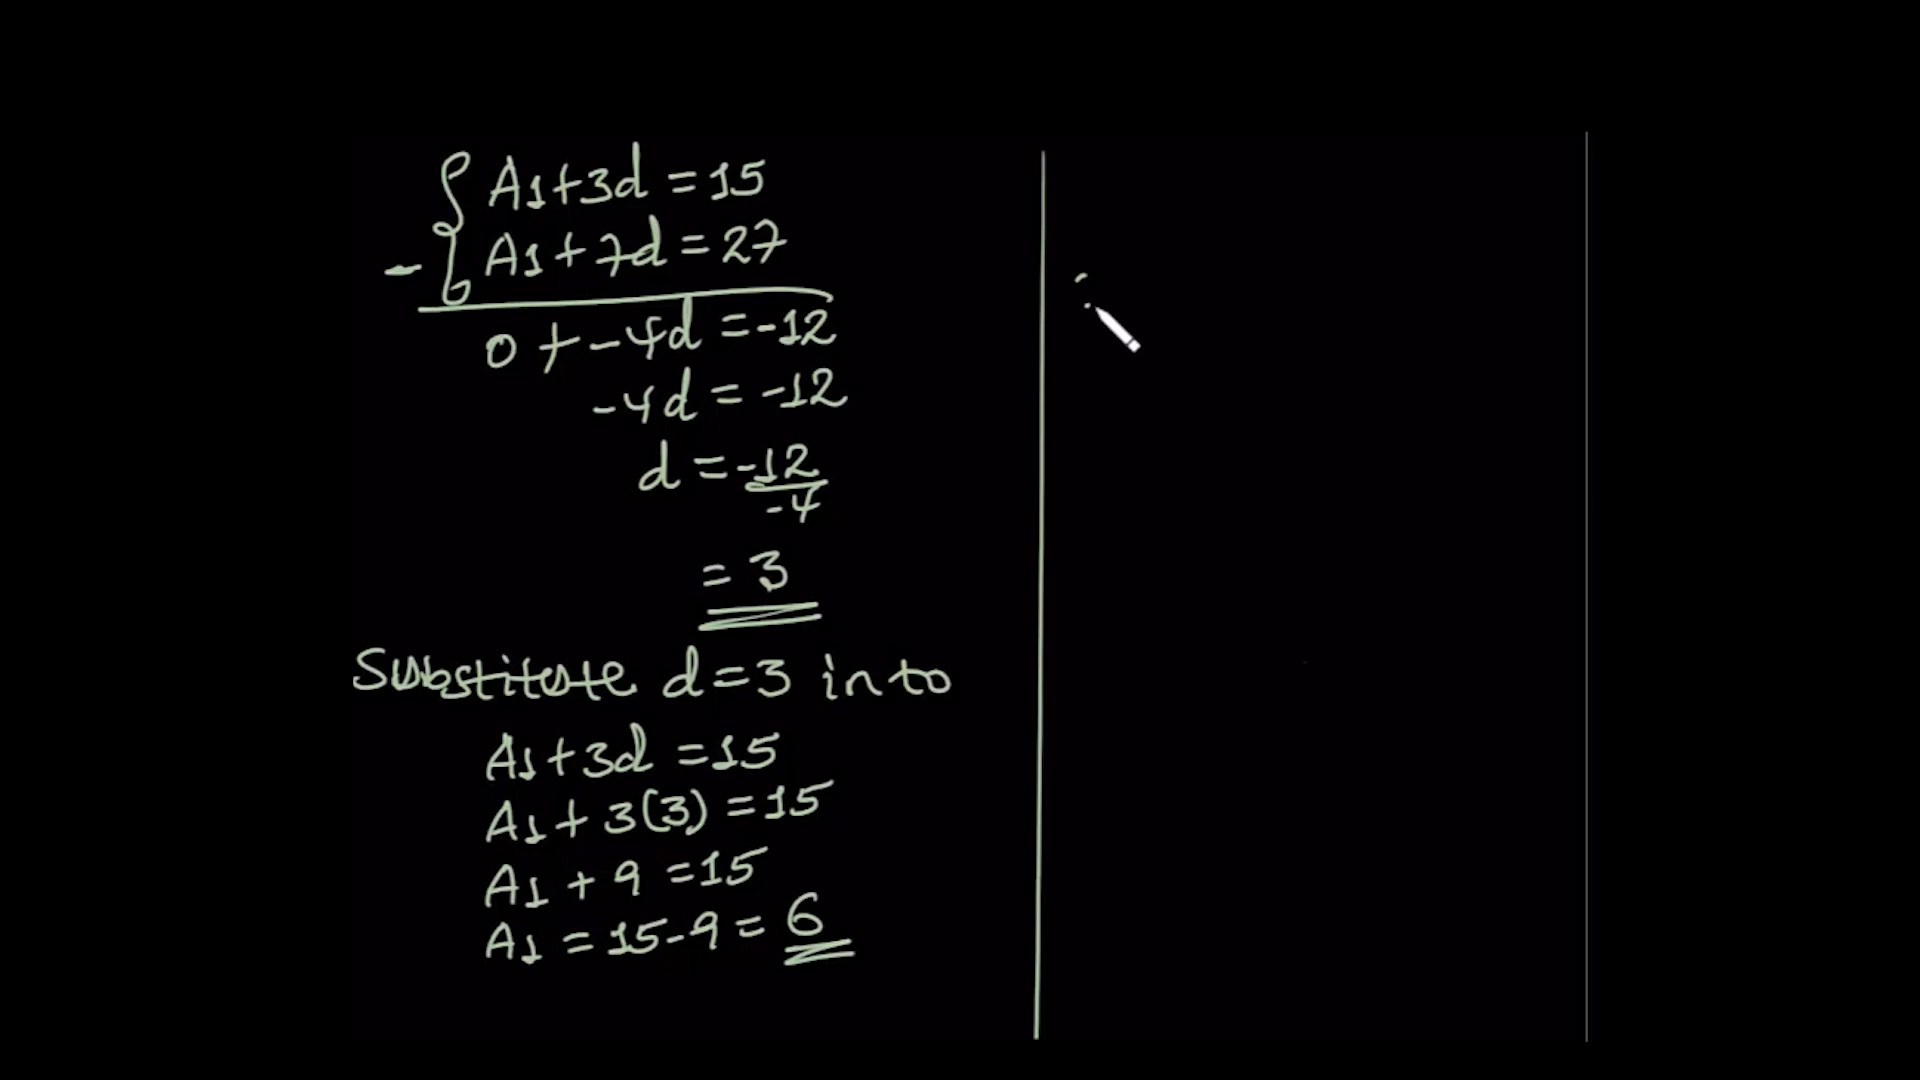 A1+3d=15
- A1+7d=27
0+-4d=-12
-4d=-12
d=-12/-4
=3
Substitute d=3 into
A1+3d=15
A1+3(3)=15
A1+9=15
A1=15-9=6